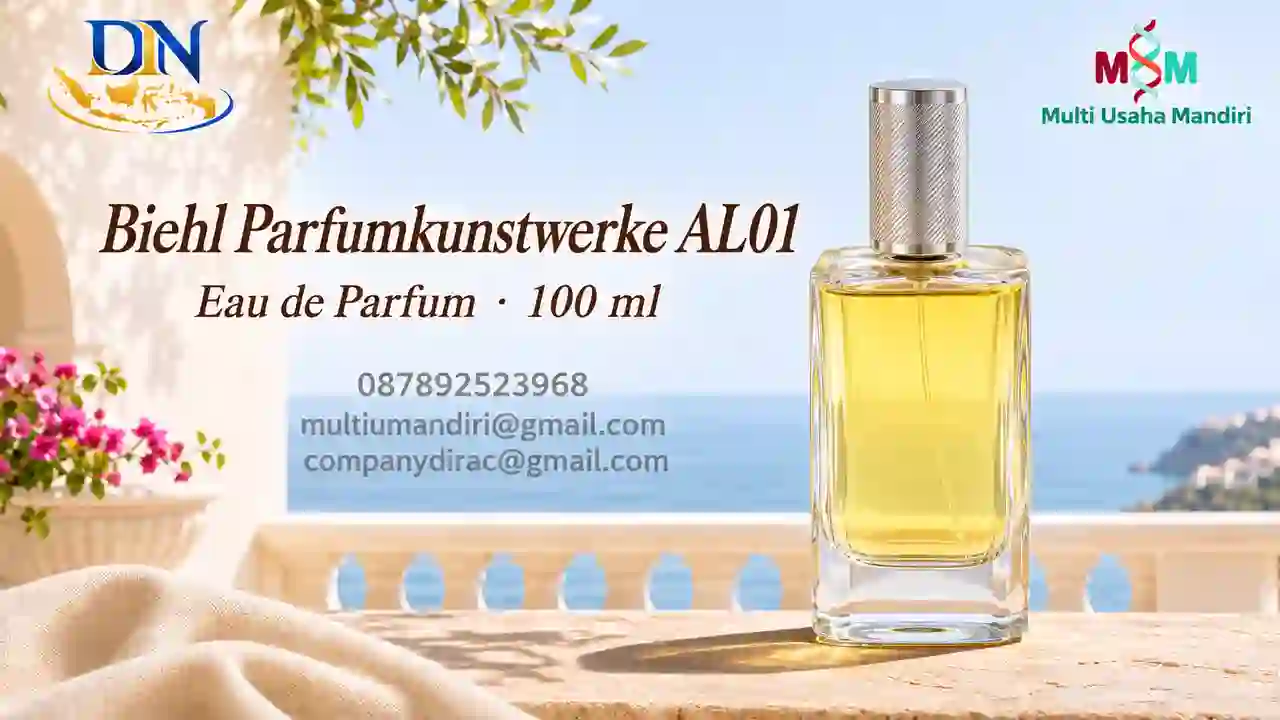 DIN
MSM
Multi Usaha Mandiri
Biehl Parfumkunstwerke AL01
Eau de Parfum · 100 ml
087892523968
multiumandiri@gmail.com
companydirac@gmail.com